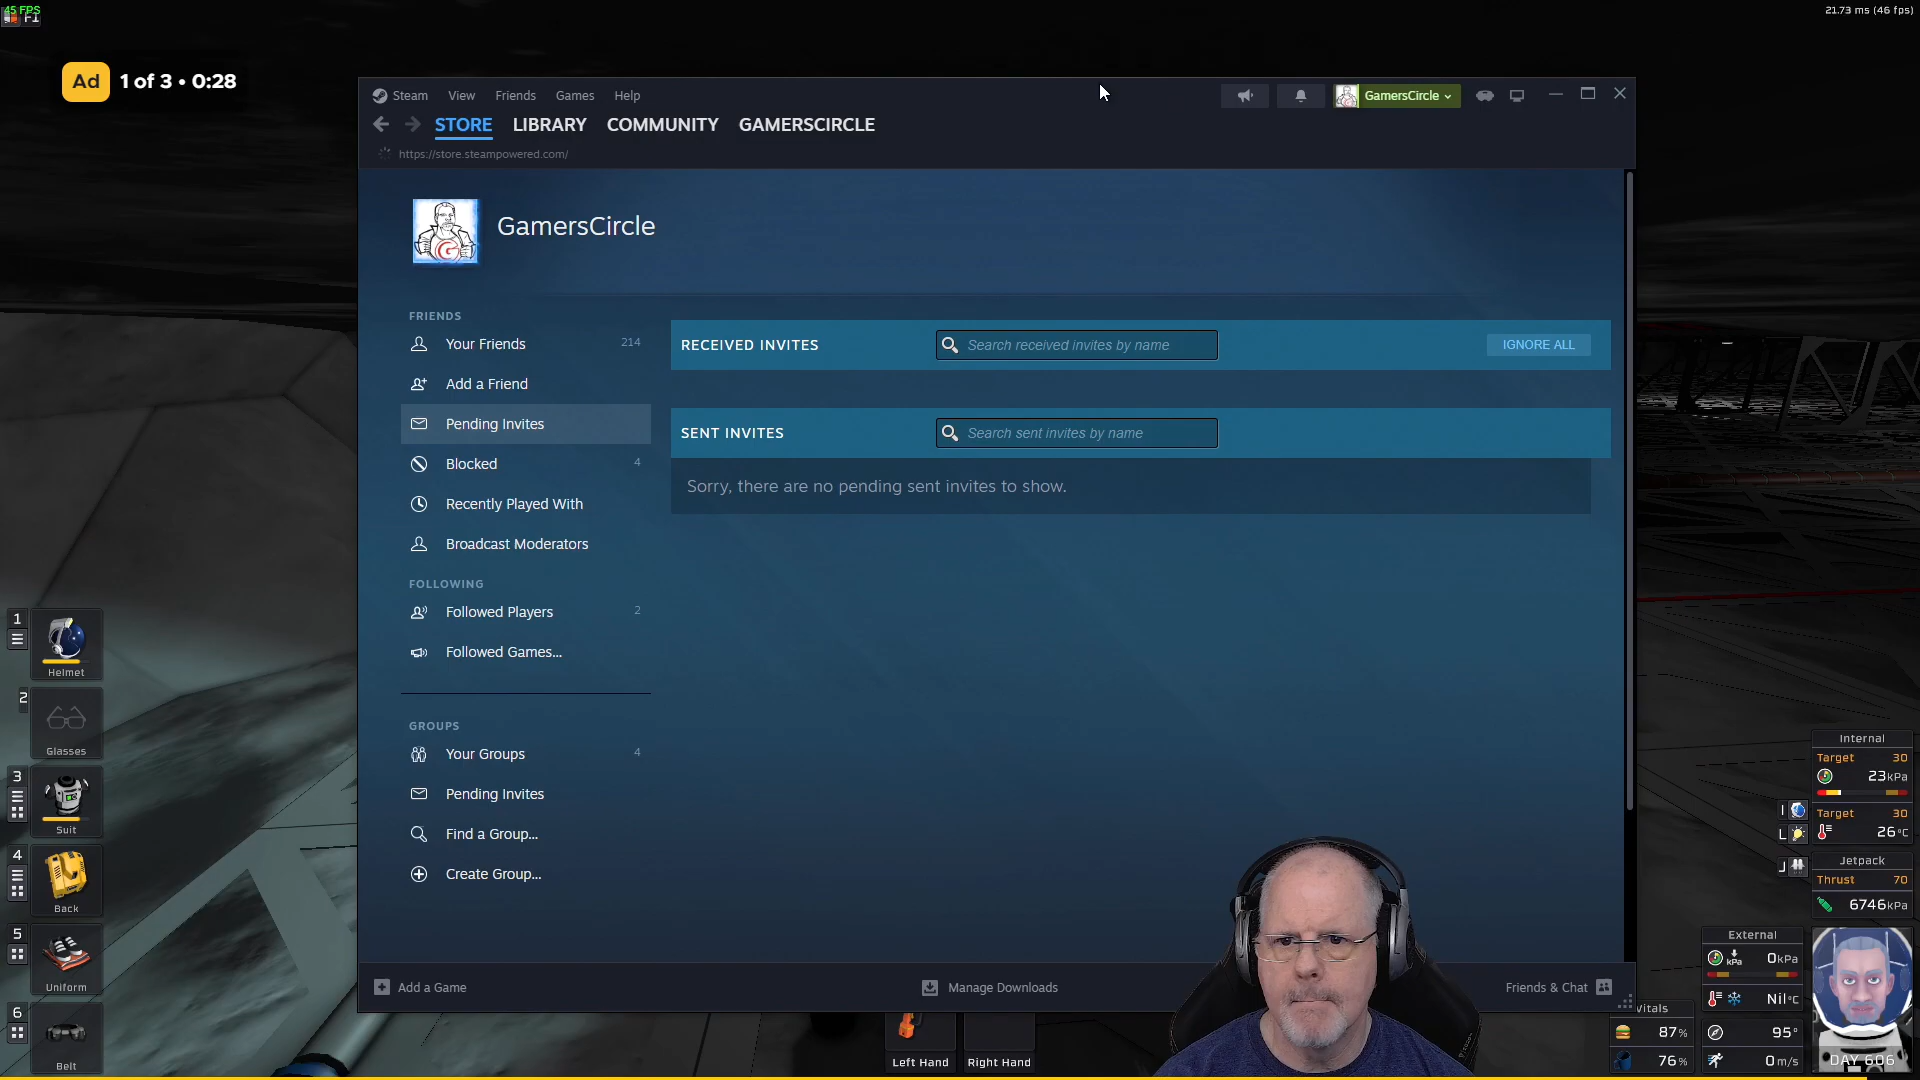 45 FPS
F1
21.73 ms (46 fps)
Ad 1 of 3 • 0:28
Steam View Friends Games Help
GamersCircle
STORE LIBRARY COMMUNITY GAMERSCIRCLE
https://store.steampowered.com/
GamersCircle
FRIENDS
Your Friends 214
Add a Friend
Pending Invites
Blocked 4
Recently Played With
Broadcast Moderators
FOLLOWING
Followed Players 2
Followed Games...
GROUPS
Your Groups 4
Pending Invites
Find a Group...
Create Group...
RECEIVED INVITES
Search received invites by name
IGNORE ALL
SENT INVITES
Search sent invites by name
Sorry, there are no pending sent invites to show.
Add a Game
Manage Downloads
Friends & Chat
1
Helmet
2
Glasses
3
Suit
4
Back
5
Uniform
6
Belt
Left Hand
Right Hand
Internal
Target 30
23kPa
Target 30
26°C
I
L
J
Jetpack
Thrust 70
6746kPa
External
kPa
0kPa
Nil°C
95°
0m/s
Vitals
87%
76%
DAY 606